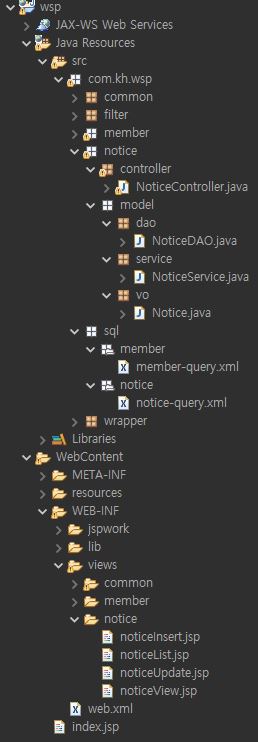 wsp
JAX-WS Web Services
Java Resources
src
com.kh.wsp
common
filter
member
notice
controller
NoticeController.java
model
dao
NoticeDAO.java
service
NoticeService.java
vo
Notice.java
sql
member
member-query.xml
notice
notice-query.xml
wrapper
Libraries
WebContent
META-INF
resources
WEB-INF
jspwork
lib
views
common
member
notice
noticeInsert.jsp
noticeList.jsp
noticeUpdate.jsp
noticeView.jsp
web.xml
index.jsp